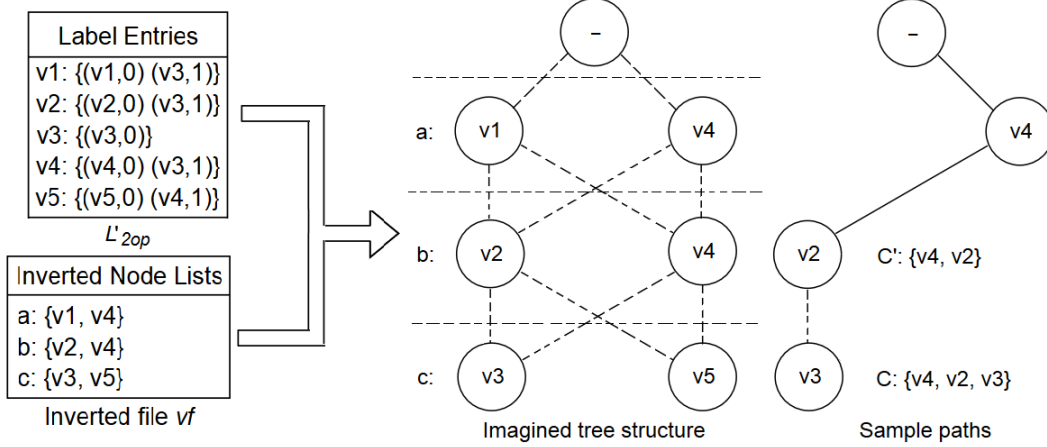 Label Entries
v1: {(v1,0) (v3,1)}
v2: {(v2,0) (v3,1)}
v3: {(v3,0)}
v4: {(v4,0) (v3,1)}
v5: {(v5,0) (v4,1)}
L'2op
Inverted Node Lists
a: {v1, v4}
b: {v2, v4}
c: {v3, v5}
Inverted file vf
–
a: v1 v4
b: v2 v4
c: v3 v5
Imagined tree structure
–
v4
v2 C': {v4, v2}
v3 C: {v4, v2, v3}
Sample paths